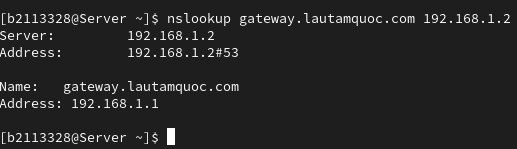 [b2113328@Server ~]$ nslookup gateway.lautamquoc.com 192.168.1.2
Server:         192.168.1.2
Address:        192.168.1.2#53

Name:   gateway.lautamquoc.com
Address: 192.168.1.1

[b2113328@Server ~]$